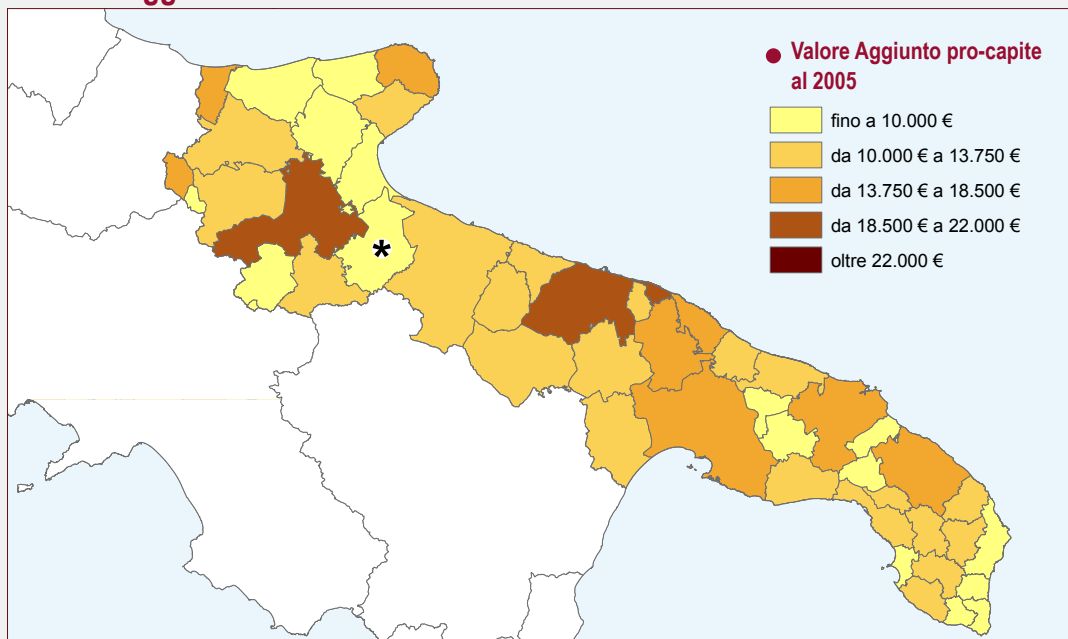 Valore Aggiunto pro-capite
al 2005
fino a 10.000 €
da 10.000 € a 13.750 €
da 13.750 € a 18.500 €
da 18.500 € a 22.000 €
oltre 22.000 €
*